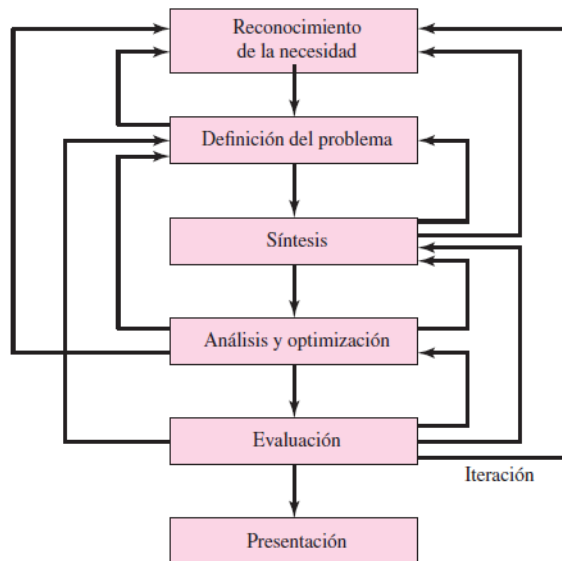 Reconocimiento
de la necesidad
Definición del problema
Síntesis
Análisis y optimización
Evaluación
Iteración
Presentación